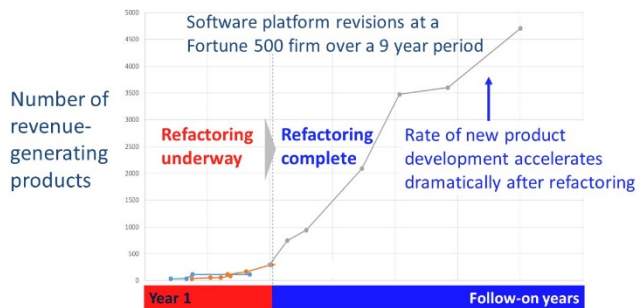 Software platform revisions at a
Fortune 500 firm over a 9 year period
Number of
revenue-
generating
products
5000
4500
4000
3500
3000
2500
2000
1500
1000
500
0
Refactoring
underway
Refactoring
complete
Rate of new product
development accelerates
dramatically after refactoring
Year 1
Follow-on years